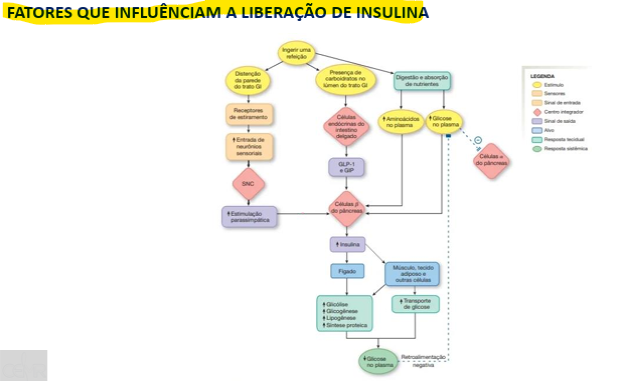 FATORES QUE INFLUÊNCIAM A LIBERAÇÃO DE INSULINA
Ingerir uma
refeição
Distenção
da parede
do trato GI
Presença de
carboidratos no
lúmen do trato GI
Digestão e absorção
de nutrientes
LEGENDA
Estímulo
Sensores
Sinal de entrada
Centro integrador
Sinal de saída
Alvo
Resposta tecidual
Resposta sistêmica
Receptores
de estiramento
Células
endócrinas do
intestino
delgado
Aminoácidos
no plasma
Glicose
no plasma
Entrada de
neurônios
sensoriais
Células α
do pâncreas
GLP-1
e GIP
SNC
Estimulação
parassimpática
Células β
do pâncreas
Insulina
Fígado
Músculo, tecido
adiposo e
outras células
Glicólise
Glicogênese
Lipogênese
Síntese proteica
Transporte
de glicose
Glicose
no plasma
Retroalimentação
negativa